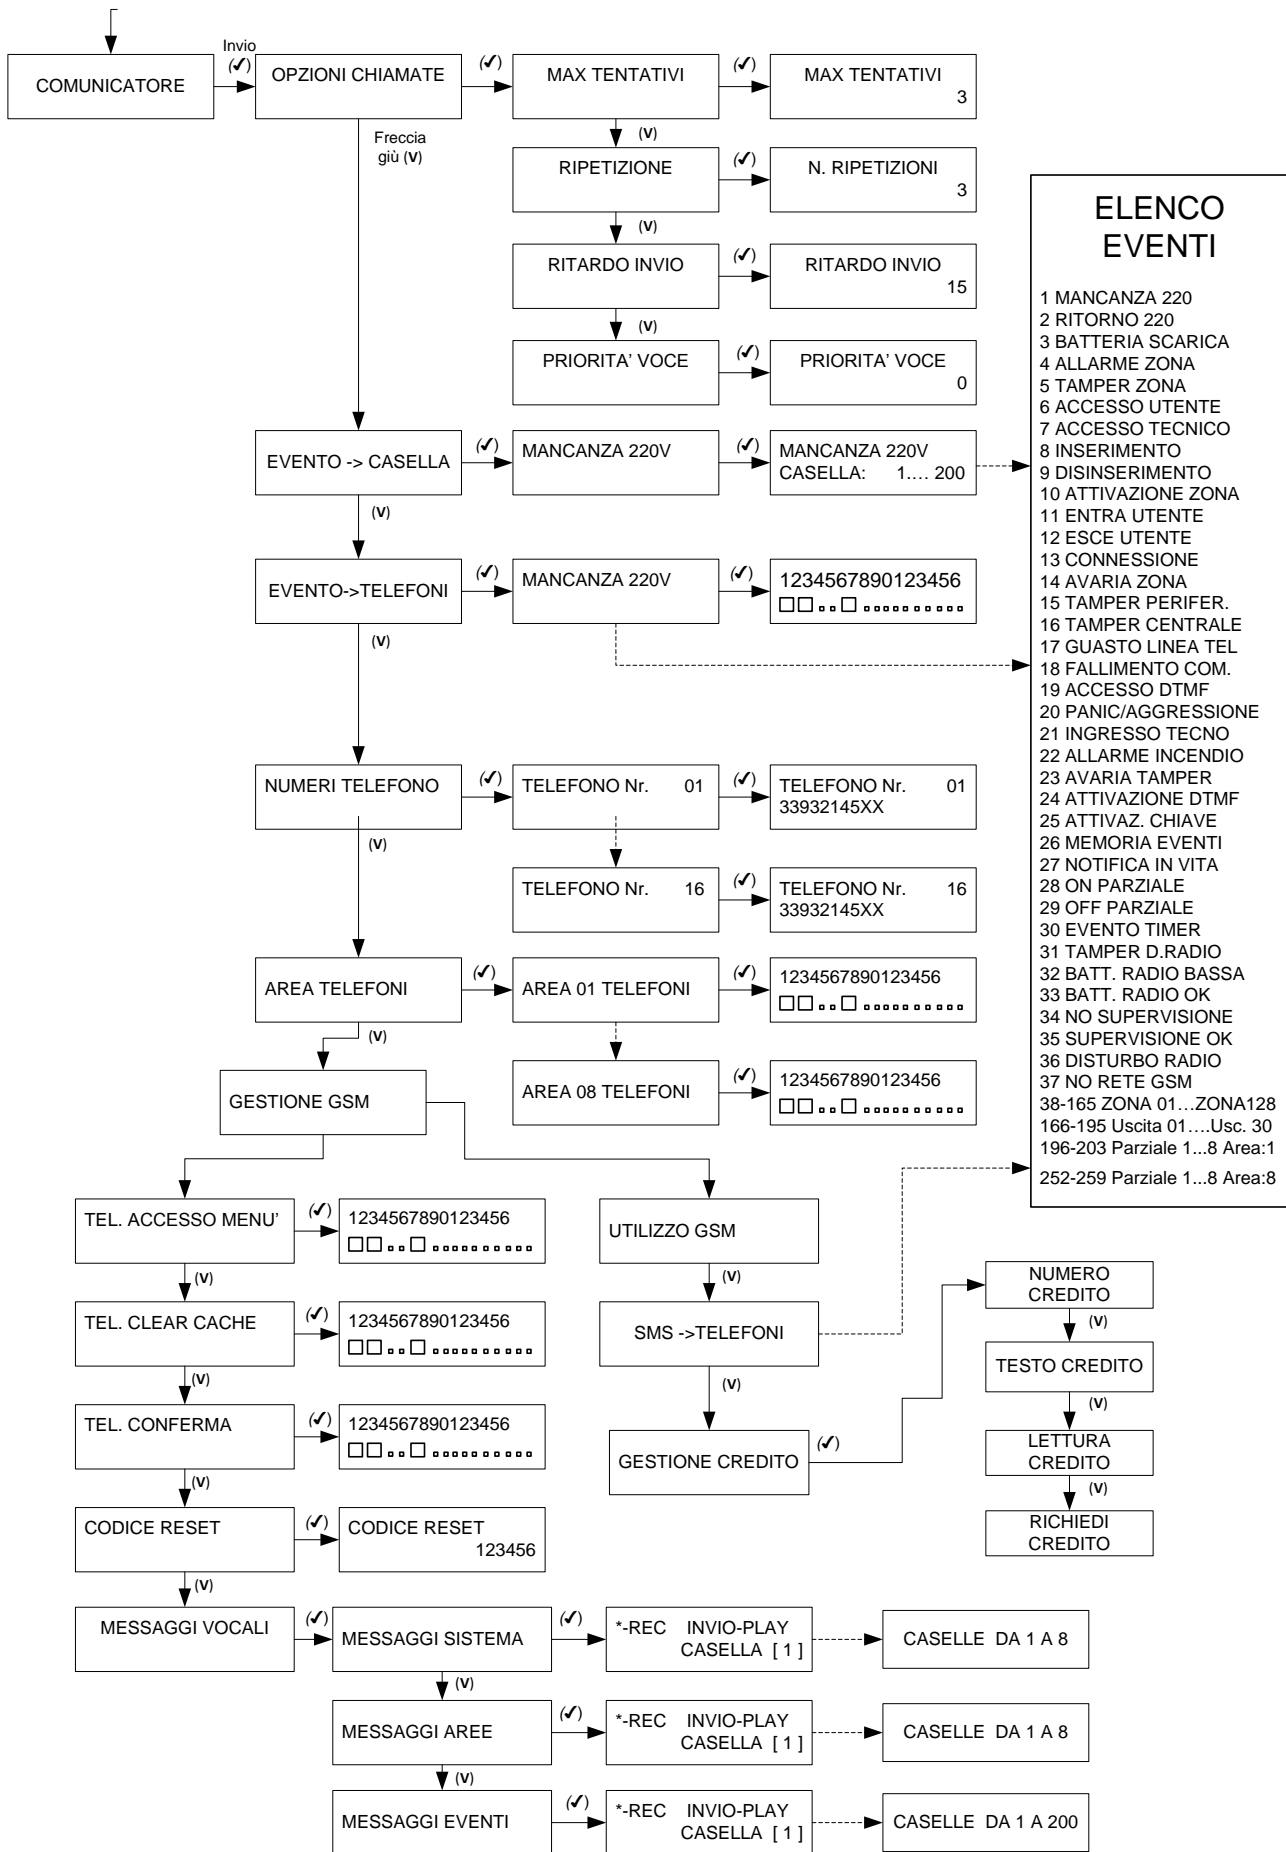 Invio
(✓)
COMUNICATORE
OPZIONI CHIAMATE
(✓)
MAX TENTATIVI
(✓)
MAX TENTATIVI
3
Freccia
giù (V)
(V)
RIPETIZIONE
(✓)
N. RIPETIZIONI
3
(V)
RITARDO INVIO
(✓)
RITARDO INVIO
15
(V)
PRIORITA' VOCE
(✓)
PRIORITA' VOCE
0
EVENTO -> CASELLA
(✓)
MANCANZA 220V
(✓)
MANCANZA 220V
CASELLA: 1.... 200
(V)
EVENTO->TELEFONI
(✓)
MANCANZA 220V
(✓)
1234567890123456
(V)
NUMERI TELEFONO
(✓)
TELEFONO Nr. 01
(✓)
TELEFONO Nr. 01
33932145XX
(V)
TELEFONO Nr. 16
(✓)
TELEFONO Nr. 16
33932145XX
AREA TELEFONI
(✓)
AREA 01 TELEFONI
(✓)
1234567890123456
(V)
AREA 08 TELEFONI
(✓)
1234567890123456
GESTIONE GSM
ELENCO
EVENTI
1 MANCANZA 220
2 RITORNO 220
3 BATTERIA SCARICA
4 ALLARME ZONA
5 TAMPER ZONA
6 ACCESSO UTENTE
7 ACCESSO TECNICO
8 INSERIMENTO
9 DISINSERIMENTO
10 ATTIVAZIONE ZONA
11 ENTRA UTENTE
12 ESCE UTENTE
13 CONNESSIONE
14 AVARIA ZONA
15 TAMPER PERIFER.
16 TAMPER CENTRALE
17 GUASTO LINEA TEL
18 FALLIMENTO COM.
19 ACCESSO DTMF
20 PANIC/AGGRESSIONE
21 INGRESSO TECNO
22 ALLARME INCENDIO
23 AVARIA TAMPER
24 ATTIVAZIONE DTMF
25 ATTIVAZ. CHIAVE
26 MEMORIA EVENTI
27 NOTIFICA IN VITA
28 ON PARZIALE
29 OFF PARZIALE
30 EVENTO TIMER
31 TAMPER D.RADIO
32 BATT. RADIO BASSA
33 BATT. RADIO OK
34 NO SUPERVISIONE
35 SUPERVISIONE OK
36 DISTURBO RADIO
37 NO RETE GSM
38-165 ZONA 01...ZONA128
166-195 Uscita 01....Usc. 30
196-203 Parziale 1...8 Area:1
252-259 Parziale 1...8 Area:8
TEL. ACCESSO MENU'
(✓)
1234567890123456
(V)
TEL. CLEAR CACHE
(✓)
1234567890123456
(V)
TEL. CONFERMA
(✓)
1234567890123456
(V)
CODICE RESET
(✓)
CODICE RESET
123456
(V)
UTILIZZO GSM
(V)
SMS ->TELEFONI
(V)
GESTIONE CREDITO
(✓)
NUMERO
CREDITO
(V)
TESTO CREDITO
(V)
LETTURA
CREDITO
(V)
RICHIEDI
CREDITO
MESSAGGI VOCALI
(✓)
MESSAGGI SISTEMA
(✓)
*-REC INVIO-PLAY
CASELLA [ 1 ]
CASELLE DA 1 A 8
(V)
MESSAGGI AREE
(✓)
*-REC INVIO-PLAY
CASELLA [ 1 ]
CASELLE DA 1 A 8
(V)
MESSAGGI EVENTI
(✓)
*-REC INVIO-PLAY
CASELLA [ 1 ]
CASELLE DA 1 A 200